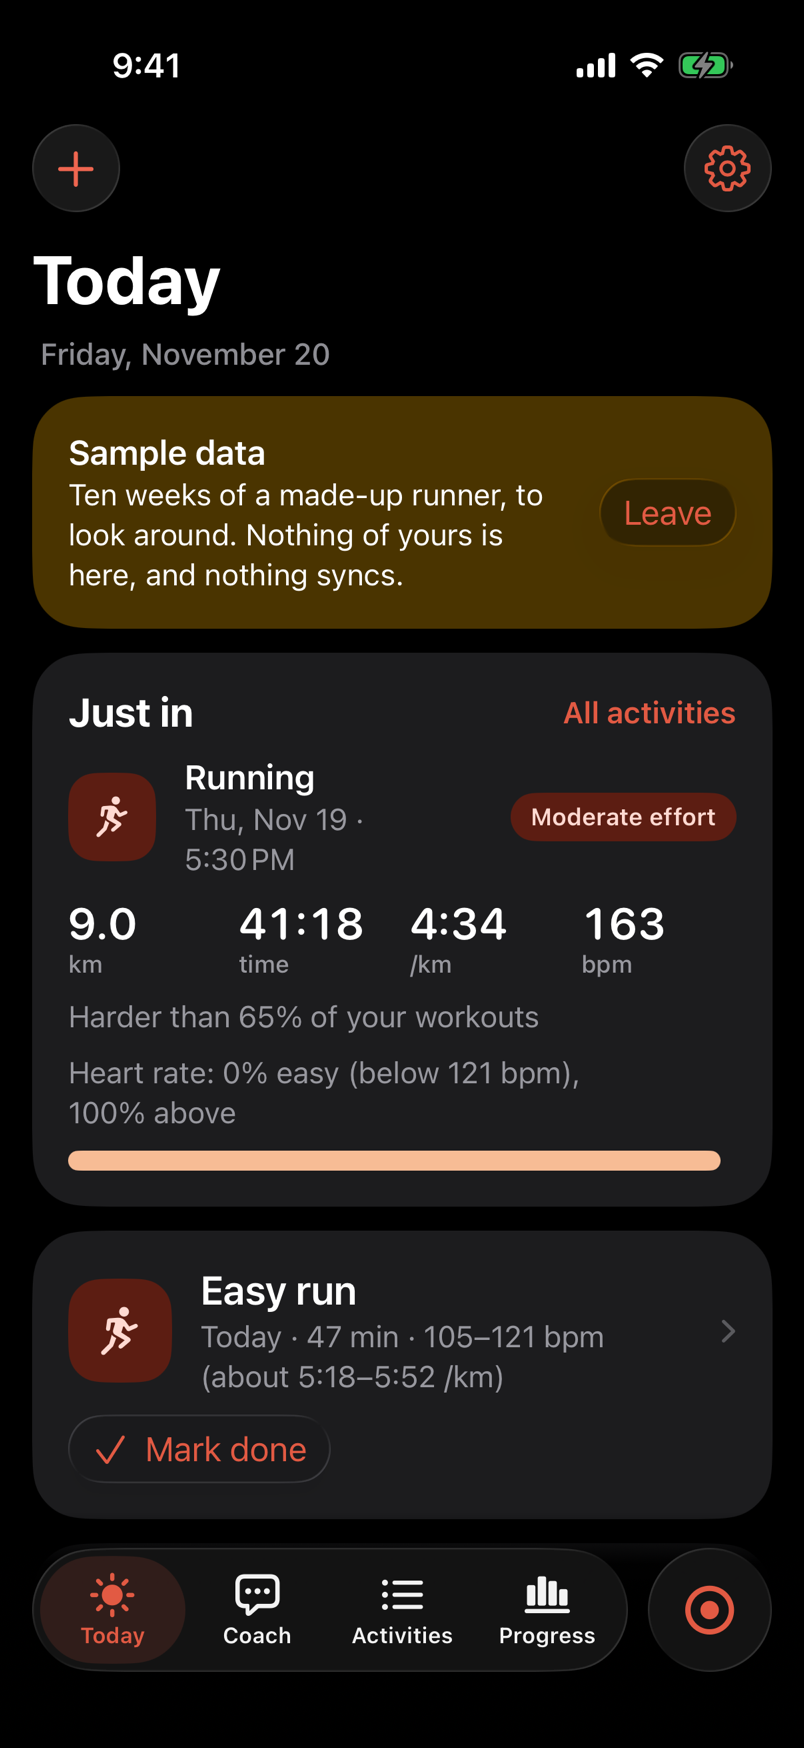 9:41
Today
Friday, November 20
Sample data
Ten weeks of a made-up runner, to
look around. Nothing of yours is
here, and nothing syncs.
Leave
Just in
All activities
Running
Thu, Nov 19 ·
5:30 PM
Moderate effort
9.0 41:18 4:34 163
km time /km bpm
Harder than 65% of your workouts
Heart rate: 0% easy (below 121 bpm),
100% above
Easy run
Today · 47 min · 105–121 bpm
(about 5:18–5:52 /km)
Mark done
Today Coach Activities Progress